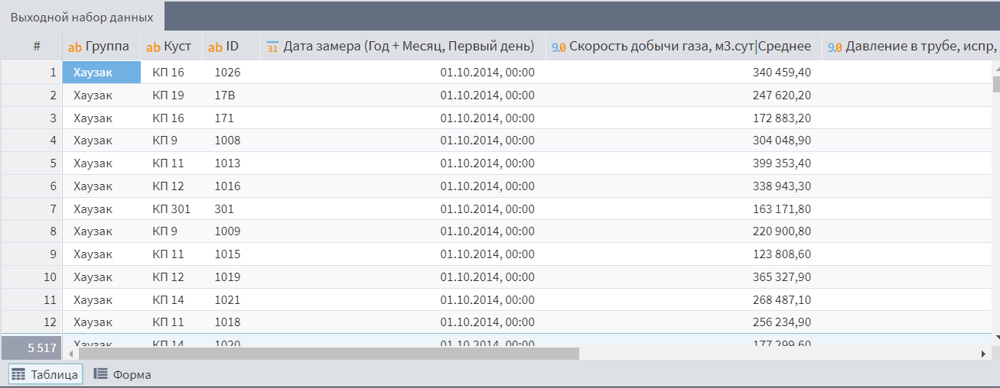 Выходной набор данных
# ab Группа ab Куст ab ID 31 Дата замера (Год + Месяц, Первый день) 9.0 Скорость добычи газа, м3.сут|Среднее 9.0 Давление в трубе, испр,
1 Хаузак КП 16 1026 01.10.2014, 00:00 340 459,40
2 Хаузак КП 19 17В 01.10.2014, 00:00 247 620,20
3 Хаузак КП 16 171 01.10.2014, 00:00 172 883,20
4 Хаузак КП 9 1008 01.10.2014, 00:00 304 048,90
5 Хаузак КП 11 1013 01.10.2014, 00:00 399 353,40
6 Хаузак КП 12 1016 01.10.2014, 00:00 338 943,30
7 Хаузак КП 301 301 01.10.2014, 00:00 163 171,80
8 Хаузак КП 9 1009 01.10.2014, 00:00 220 900,80
9 Хаузак КП 11 1015 01.10.2014, 00:00 123 808,60
10 Хаузак КП 12 1019 01.10.2014, 00:00 365 327,90
11 Хаузак КП 14 1021 01.10.2014, 00:00 268 487,10
12 Хаузак КП 11 1018 01.10.2014, 00:00 256 234,90
5 517 Хаузак КП 14 1020 01.10.2014, 00:00 177 299,60
Таблица Форма